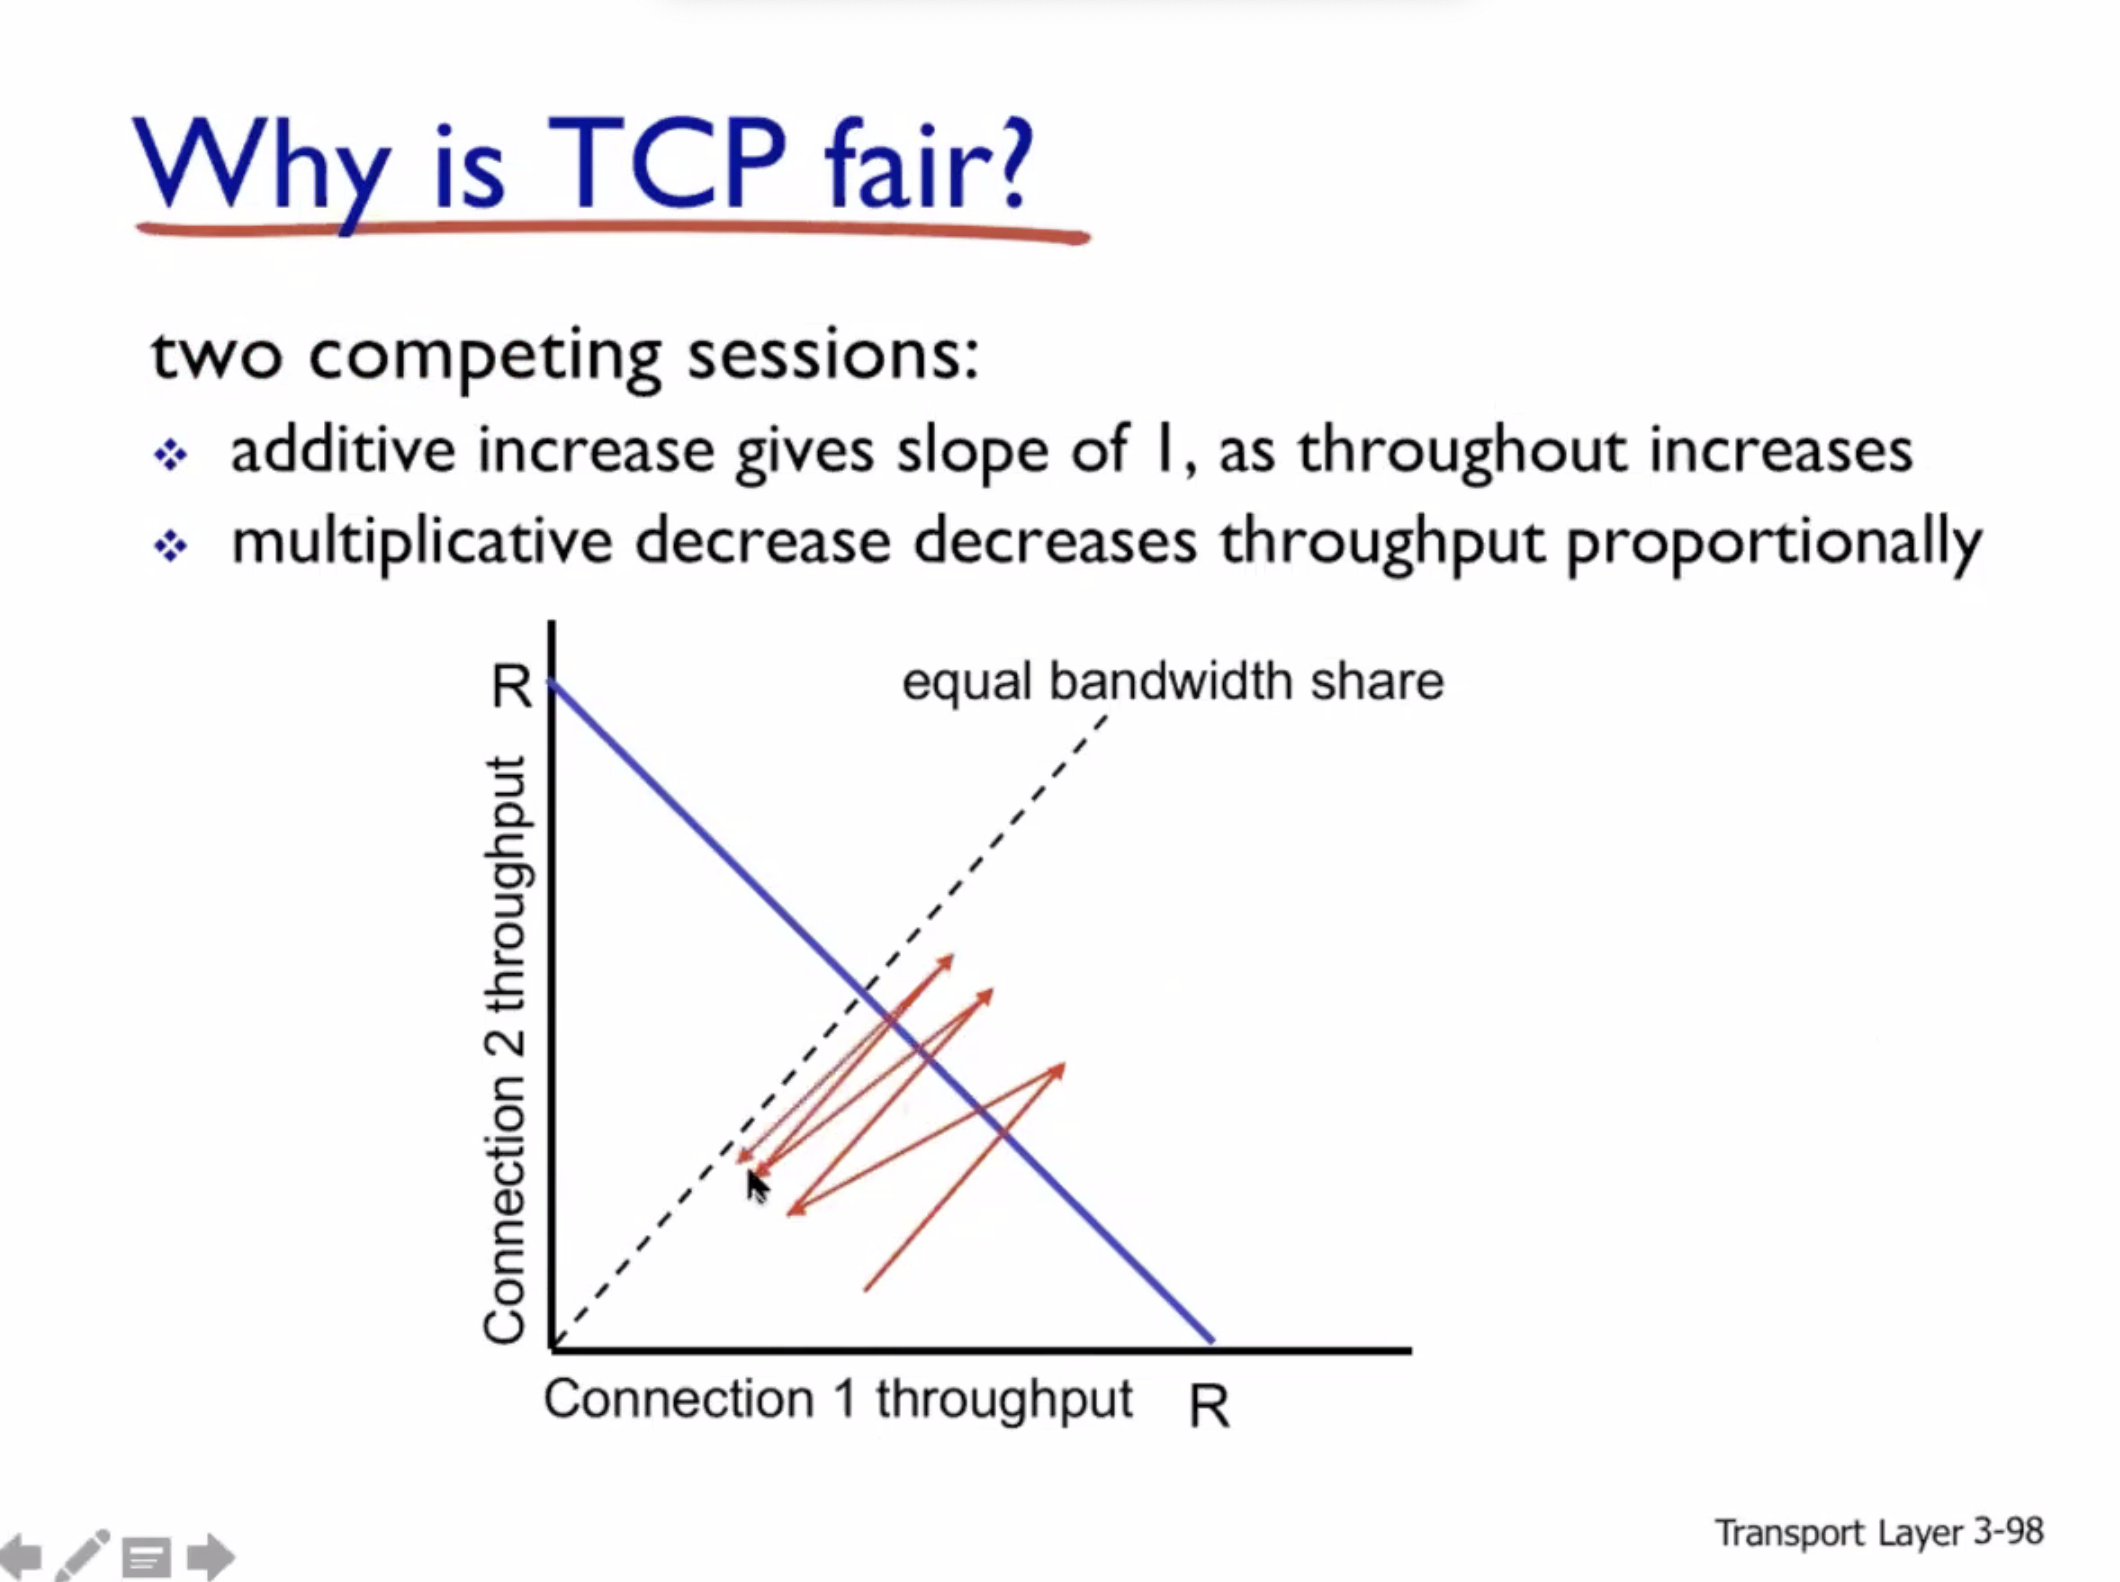 Why is TCP fair?
two competing sessions:
additive increase gives slope of 1, as throughout increases
multiplicative decrease decreases throughput proportionally
R
equal bandwidth share
Connection 2 throughput
Connection 1 throughput
R
Transport Layer 3-98